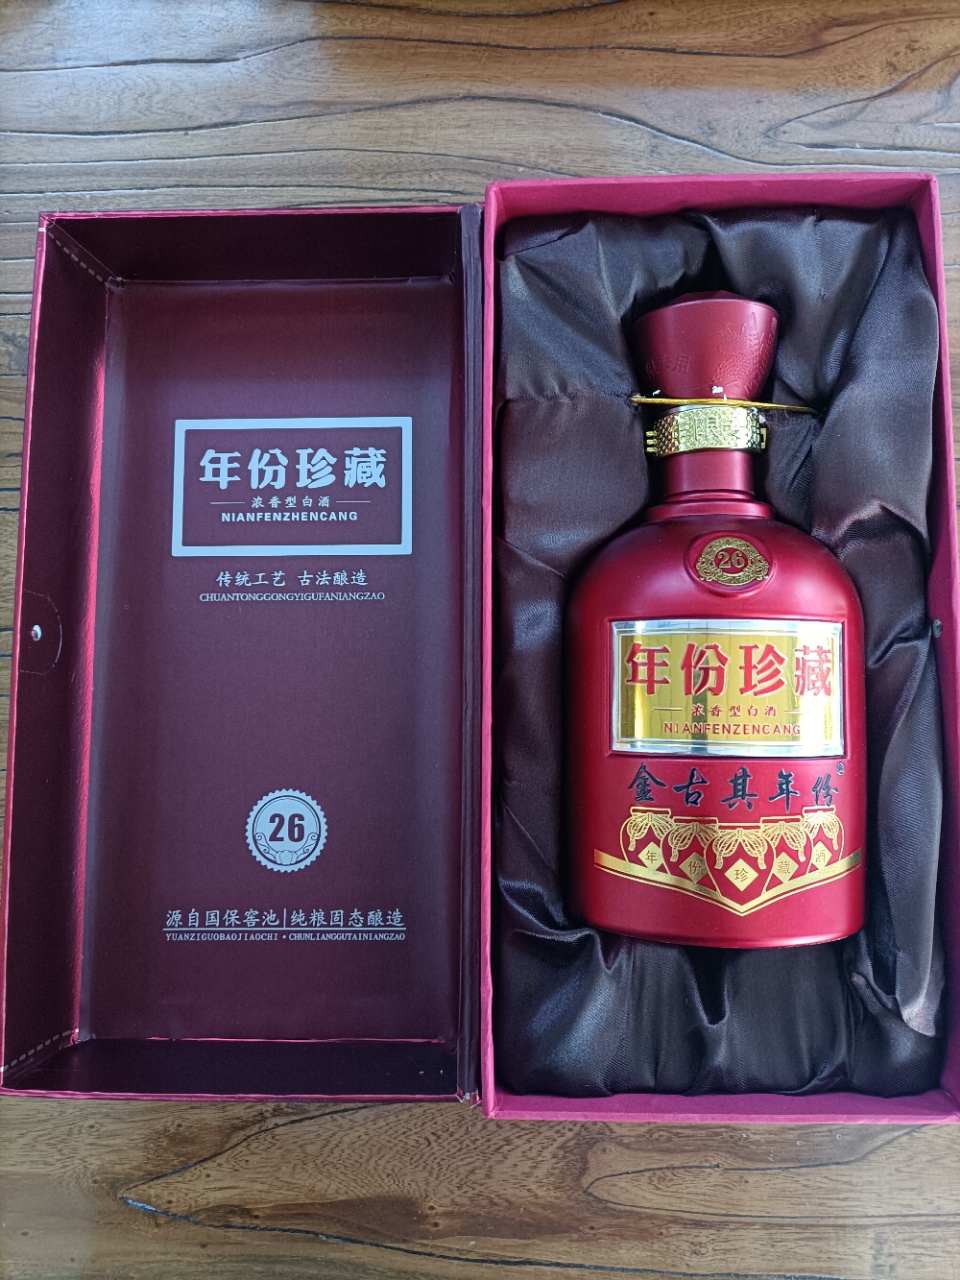 年份珍藏
浓香型白酒
NIANFENZHENCANG
传统工艺 古法酿造
CHUANTONGGONGYIGUFANIANGZAO
26
源自国保窖池|纯粮固态酿造
YUANZIGUOBAOJIAOCHI•CHUNLIANGGUTAINIANGZAO
26
年份珍藏
浓香型白酒
NIANFENZENCANG
金古其年份
年份珍藏酒